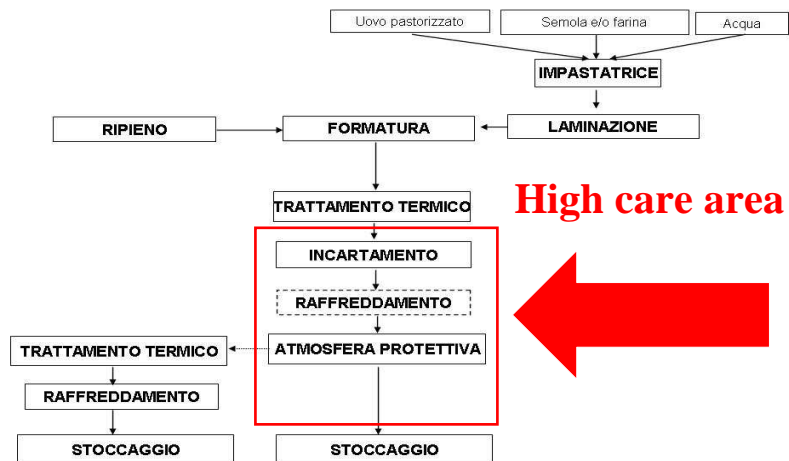 Uovo pastorizzato
Semola e/o farina
Acqua
IMPASTATRICE
RIPIENO
FORMATURA
LAMINAZIONE
TRATTAMENTO TERMICO
High care area
INCARTAMENTO
RAFFREDDAMENTO
TRATTAMENTO TERMICO
ATMOSFERA PROTETTIVA
RAFFREDDAMENTO
STOCCAGGIO
STOCCAGGIO